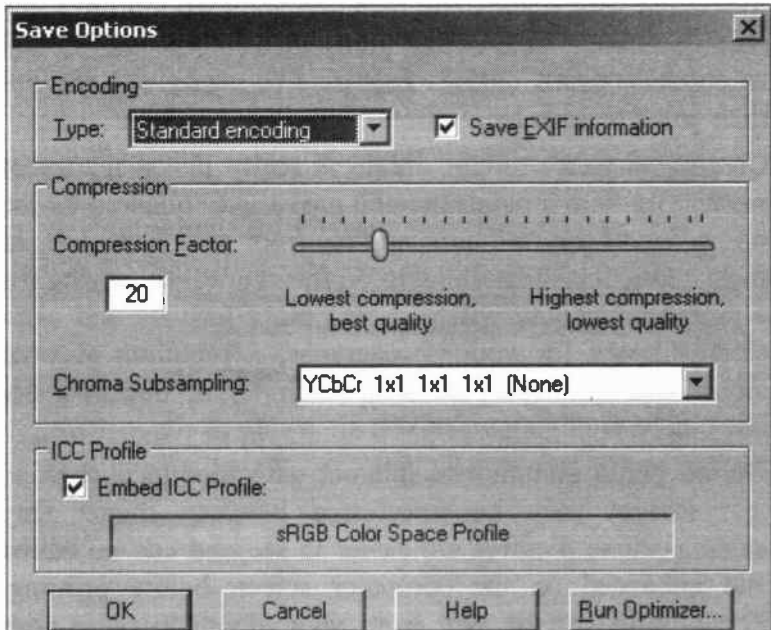 Save Options
Encoding
Type: Standard encoding Save EXIF information
Compression
Compression Factor:
20
Lowest compression, best quality
Highest compression, lowest quality
Chroma Subsampling: YCbCr 1x1 1x1 1x1 (None)
ICC Profile
Embed ICC Profile:
sRGB Color Space Profile
OK Cancel Help Run Optimizer...